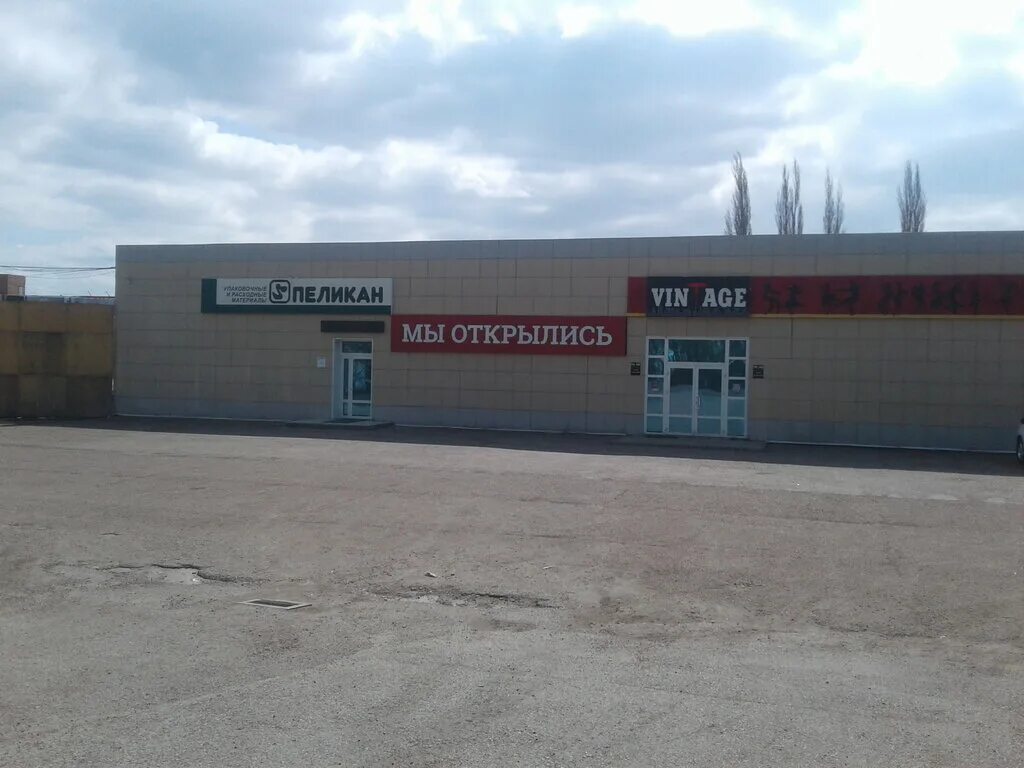 УПАКОВОЧНЫЕ
И РАСХОДНЫЕ
МАТЕРИАЛЫ
ПЕЛИКАН
МЫ ОТКРЫЛИСЬ
VINTAGE